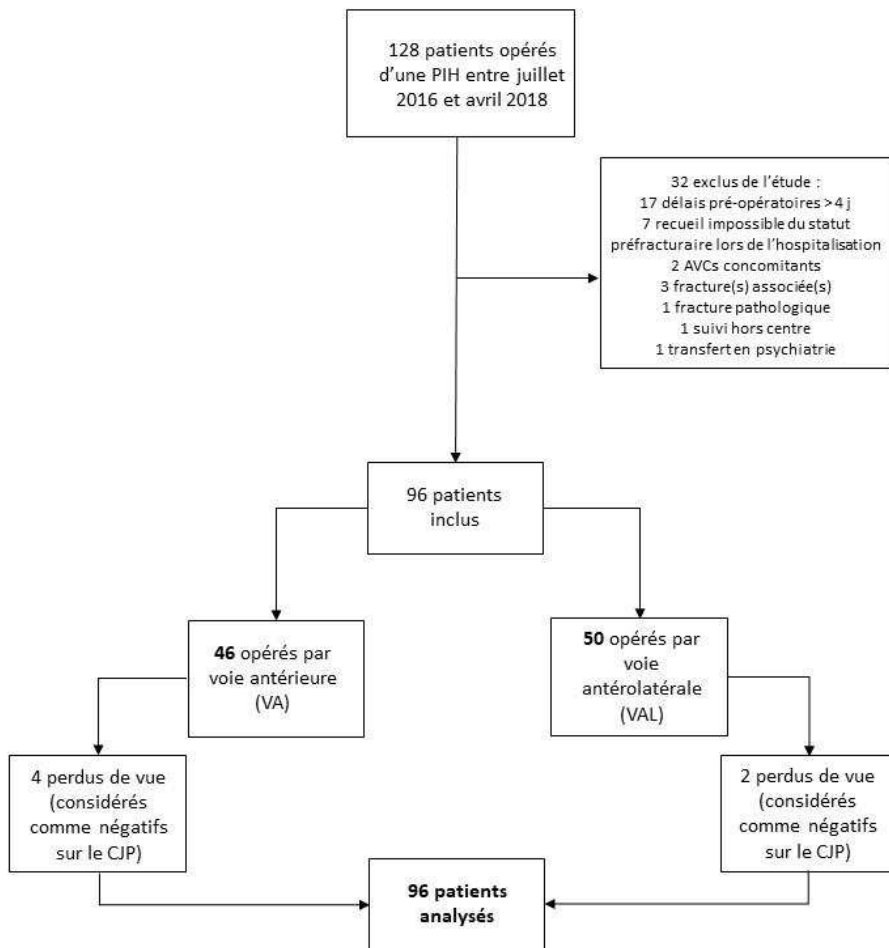 128 patients opérés
d'une PIH entre juillet
2016 et avril 2018
32 exclus de l'étude :
17 délais pré-opératoires > 4 j
7 recueil impossible du statut
préfracturaire lors de l'hospitalisation
2 AVCs concomitants
3 fracture(s) associée(s)
1 fracture pathologique
1 suivi hors centre
1 transfert en psychiatrie
96 patients
inclus
46 opérés par
voie antérieure
(VA)
50 opérés par
voie
antérolatérale
(VAL)
4 perdus de vue
(considérés
comme négatifs
sur le CJP)
2 perdus de vue
(considérés
comme négatifs
sur le CJP)
96 patients
analysés